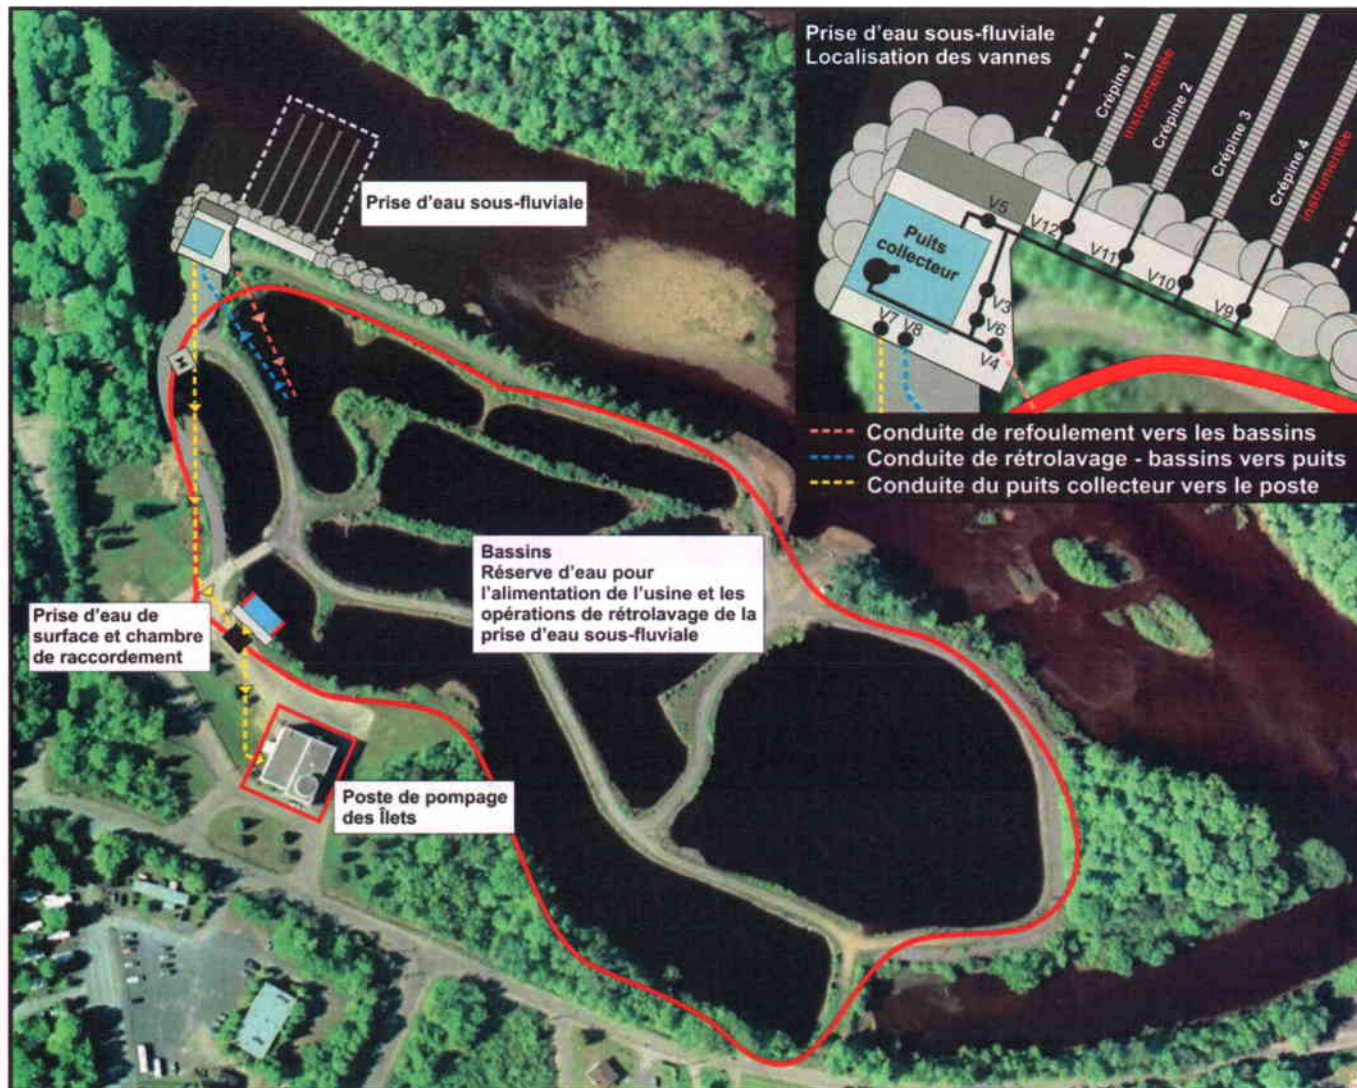 Prise d'eau sous-fluviale
Localisation des vannes
Crépine 1
instrumentée
Crépine 2
Crépine 3
Crépine 4
instrumentée
Prise d'eau sous-fluviale
V5
V12
V11
V10
V9
Puits
collecteur
V3
V6
V7
V8
V4
M
Conduite de refoulement vers les bassins
Conduite de rétrolavage - bassins vers puits
Conduite du puits collecteur vers le poste
Bassins
Réserve d'eau pour
l'alimentation de l'usine et les
opérations de rétrolavage de la
prise d'eau sous-fluviale
Prise d'eau de
surface et chambre
de raccordement
Poste de pompage
des Îlets